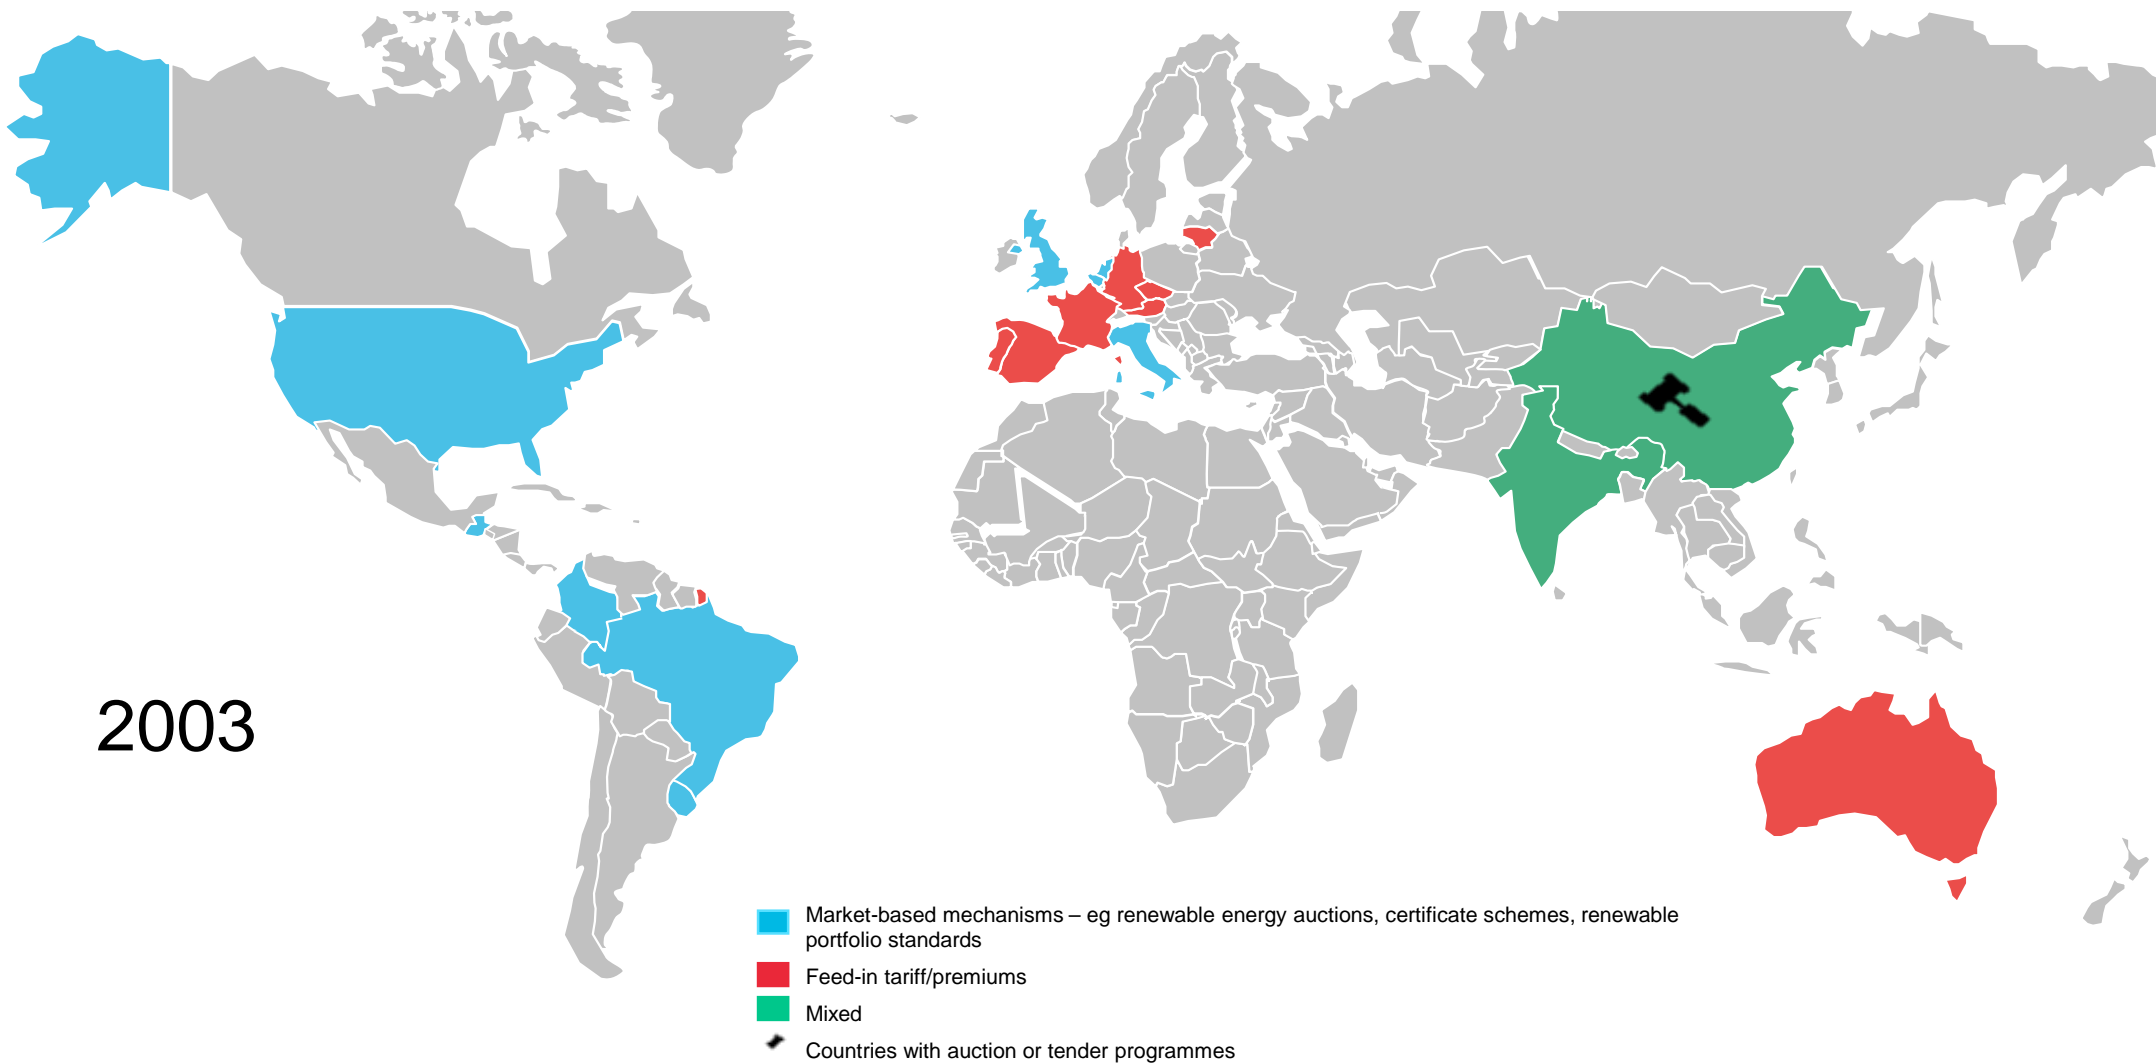 2003
Market-based mechanisms – eg renewable energy auctions, certificate schemes, renewable
portfolio standards
Feed-in tariff/premiums
Mixed
Countries with auction or tender programmes